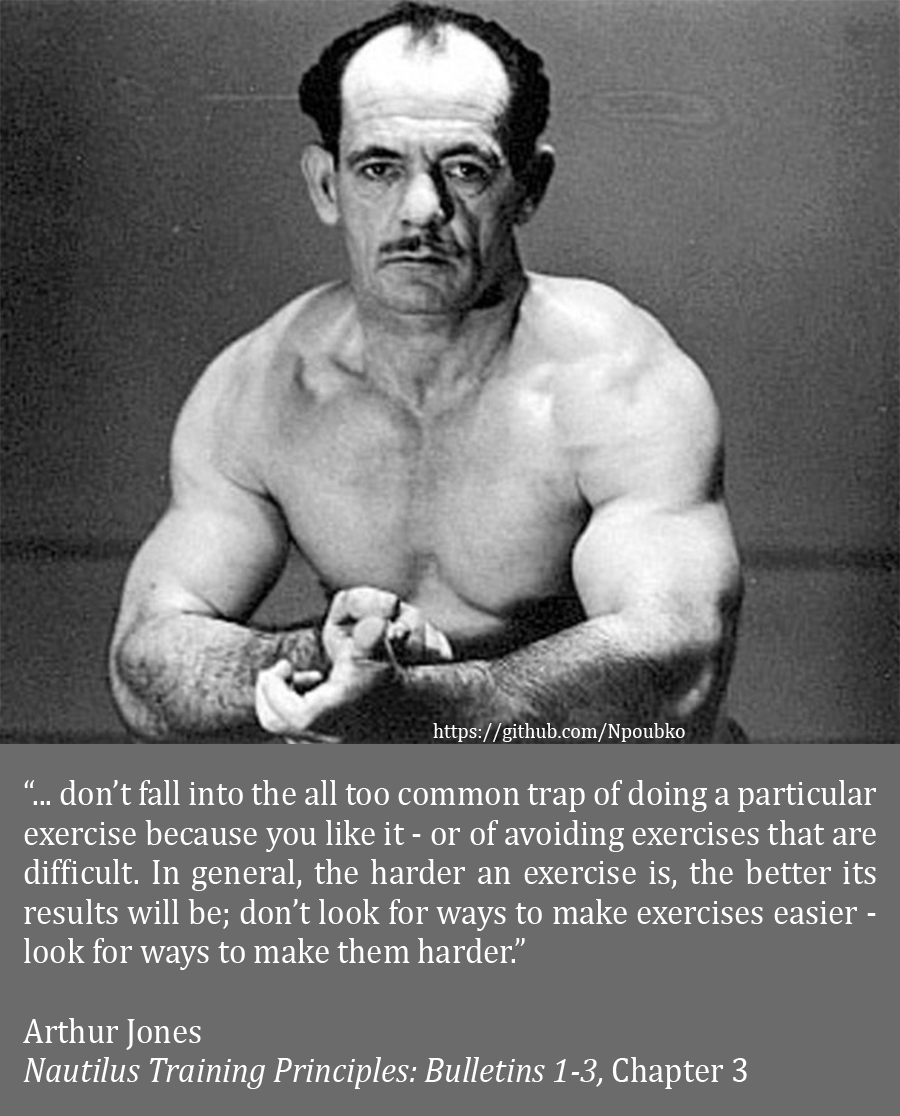 https://github.com/Npoubko
“... don’t fall into the all too common trap of doing a particular
exercise because you like it - or of avoiding exercises that are
difficult. In general, the harder an exercise is, the better its
results will be; don’t look for ways to make exercises easier -
look for ways to make them harder.”
Arthur Jones
Nautilus Training Principles: Bulletins 1-3, Chapter 3